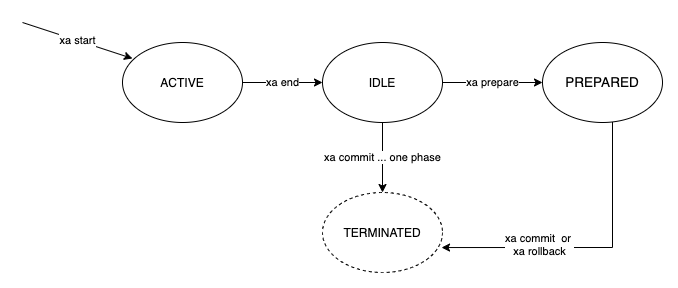 xa start
ACTIVE
xa end
IDLE
xa prepare
PREPARED
xa commit ... one phase
TERMINATED
xa commit or
xa rollback